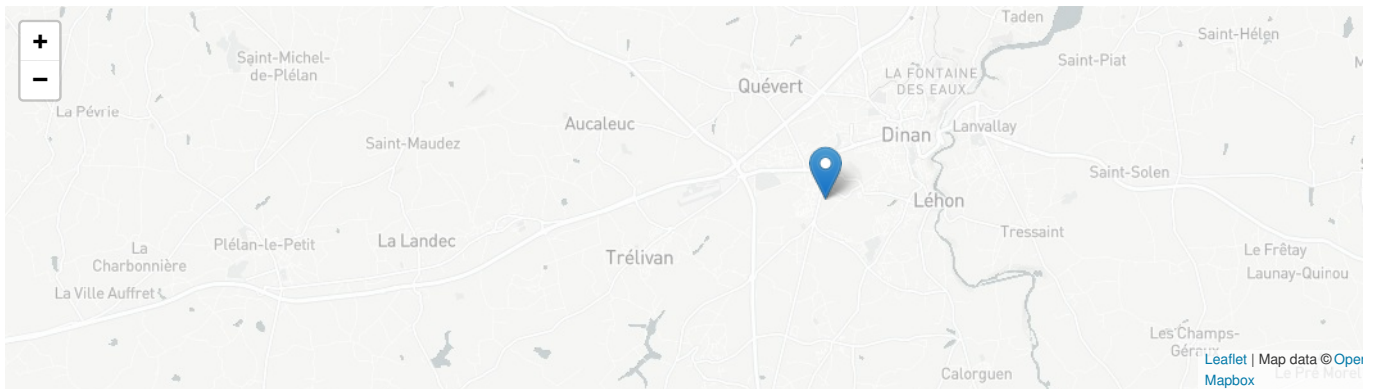 +
−
Taden
Saint-Hélen
Saint-Michel-
de-Plélan
Saint-Piat
LA FONTAINE
DES EAUX
Quévert
La Pévrie
Aucaleuc
Lanvallay
Dinan
Saint-Maudez
Saint-Solen
Léhon
Tressaint
La
Charbonnière
Plélan-le-Petit
La Landec
Trélivan
Le Frêtay
Launay-Quinou
La Ville Auffret
Les Champs-
Géraux
Calorguen
Le Pré Morel
Leaflet | Map data © Oper
Mapbox